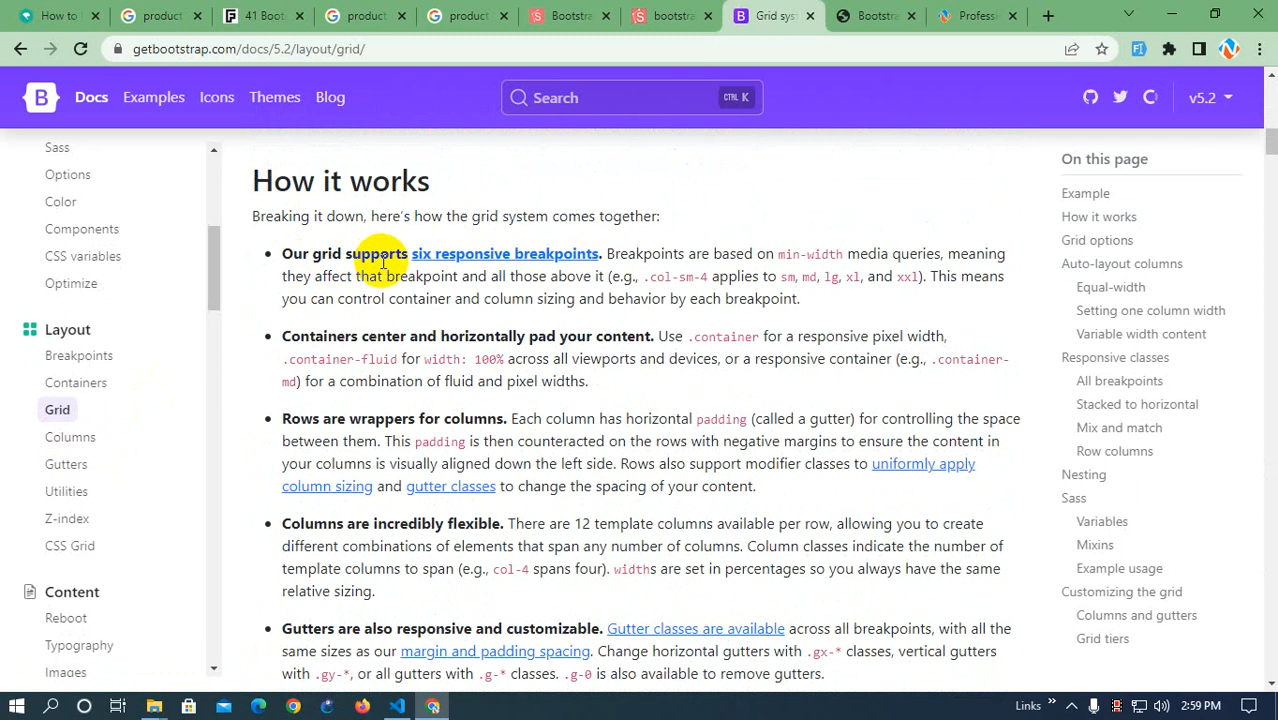 How to
product
41 Booto
product
product
Bootstra
bootstra
Grid sys
Bootstra
Professi
getbootstrap.com/docs/5.2/layout/grid/
B
Docs
Examples
Icons
Themes
Blog
Search
CTRL K
v5.2
Sass
Options
Color
Components
CSS variables
Optimize
Layout
Breakpoints
Containers
Grid
Columns
Gutters
Utilities
Z-index
CSS Grid
Content
Reboot
Typography
Images
How it works
Breaking it down, here's how the grid system comes together:
Our grid supports six responsive breakpoints. Breakpoints are based on min-width media queries, meaning
they affect that breakpoint and all those above it (e.g., .col-sm-4 applies to sm, md, lg, xl, and xxl). This means
you can control container and column sizing and behavior by each breakpoint.
Containers center and horizontally pad your content. Use .container for a responsive pixel width,
.container-fluid for width: 100% across all viewports and devices, or a responsive container (e.g., .container-
md) for a combination of fluid and pixel widths.
Rows are wrappers for columns. Each column has horizontal padding (called a gutter) for controlling the space
between them. This padding is then counteracted on the rows with negative margins to ensure the content in
your columns is visually aligned down the left side. Rows also support modifier classes to uniformly apply
column sizing and gutter classes to change the spacing of your content.
Columns are incredibly flexible. There are 12 template columns available per row, allowing you to create
different combinations of elements that span any number of columns. Column classes indicate the number of
template columns to span (e.g., col-4 spans four). widths are set in percentages so you always have the same
relative sizing.
Gutters are also responsive and customizable. Gutter classes are available across all breakpoints, with all the
same sizes as our margin and padding spacing. Change horizontal gutters with .gx-* classes, vertical gutters
with .gy-*, or all gutters with .g-* classes. .g-0 is also available to remove gutters.
On this page
Example
How it works
Grid options
Auto-layout columns
Equal-width
Setting one column width
Variable width content
Responsive classes
All breakpoints
Stacked to horizontal
Mix and match
Row columns
Nesting
Sass
Variables
Mixins
Example usage
Customizing the grid
Columns and gutters
Grid tiers
Links
2:59 PM